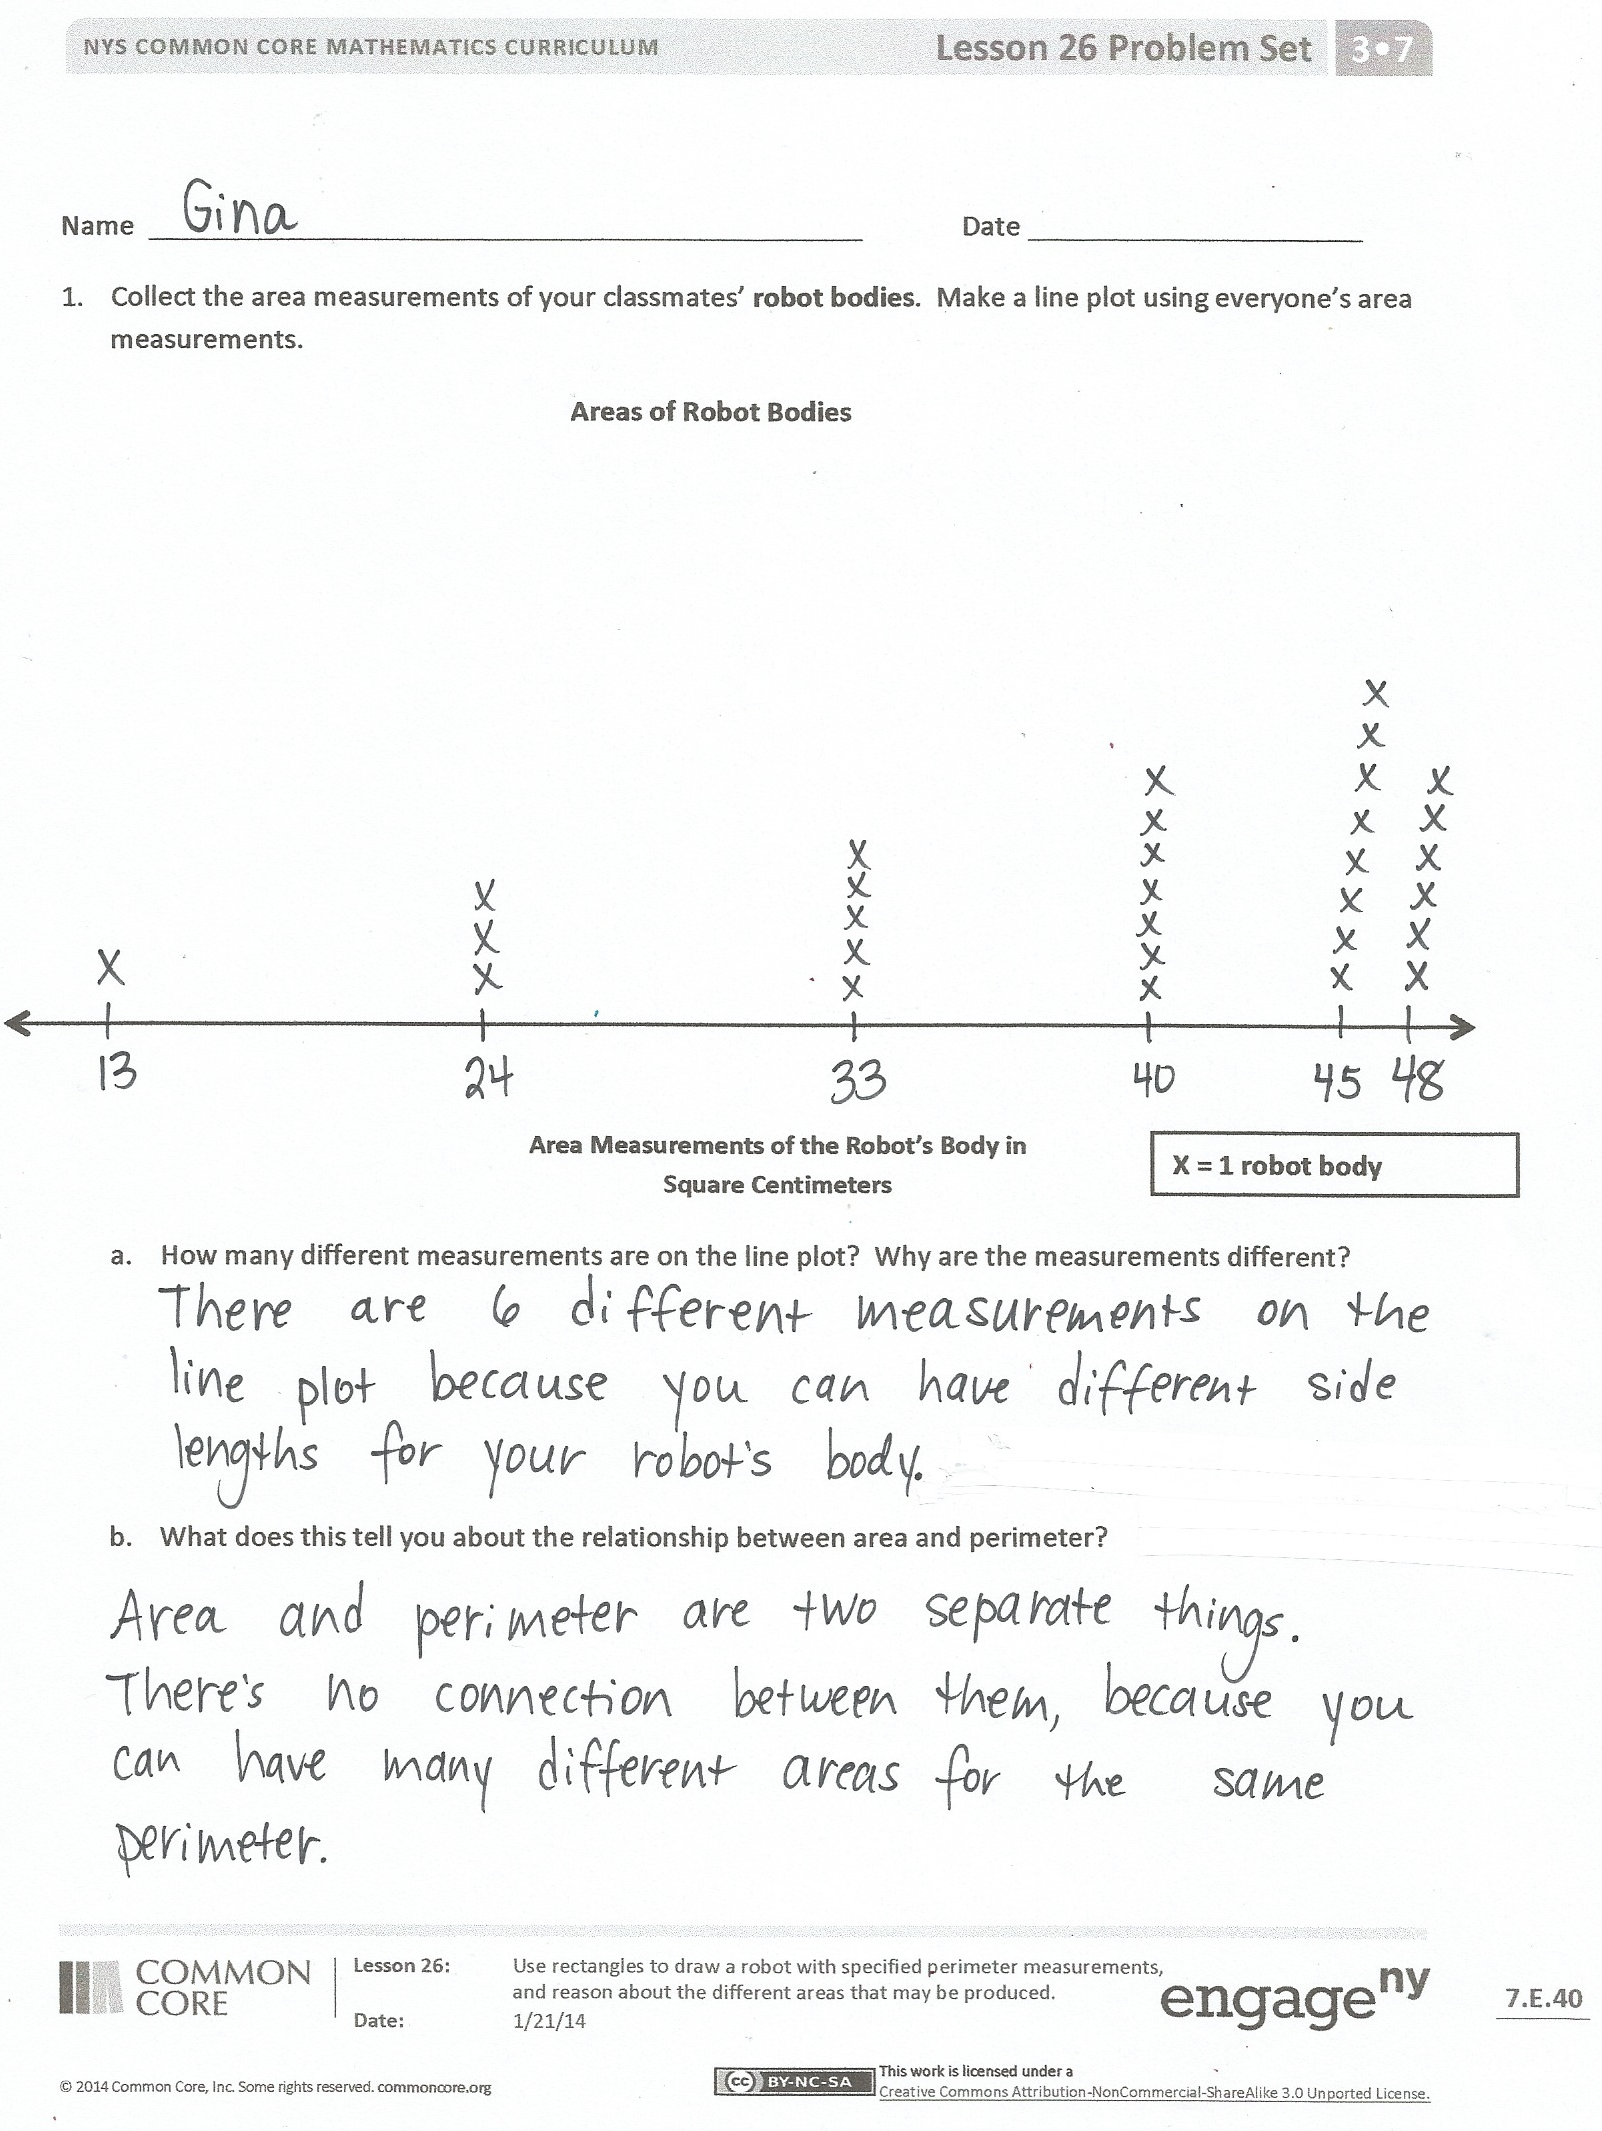 NYS COMMON CORE MATHEMATICS CURRICULUM Lesson 26 Problem Set 3•7
Name Gina Date
1. Collect the area measurements of your classmates' robot bodies. Make a line plot using everyone's area
measurements.
Areas of Robot Bodies
X
X
X X X
X X X
X X X X
X X X X X
X X X X X
X X X X X
X X X X X X
13 24 33 40 45 48
Area Measurements of the Robot's Body in
Square Centimeters
X = 1 robot body
a. How many different measurements are on the line plot? Why are the measurements different?
There are 6 different measurements on the
line plot because you can have different side
lengths for your robot's body.
b. What does this tell you about the relationship between area and perimeter?
Area and perimeter are two separate things.
There's no connection between them, because you
can have many different areas for the same
perimeter.
COMMON
CORE
Lesson 26: Use rectangles to draw a robot with specified perimeter measurements,
and reason about the different areas that may be produced.
Date: 1/21/14
engageny
7.E.40
© 2014 Common Core, Inc. Some rights reserved. commoncore.org
cc BY-NC-SA
This work is licensed under a
Creative Commons Attribution-NonCommercial-ShareAlike 3.0 Unported License.